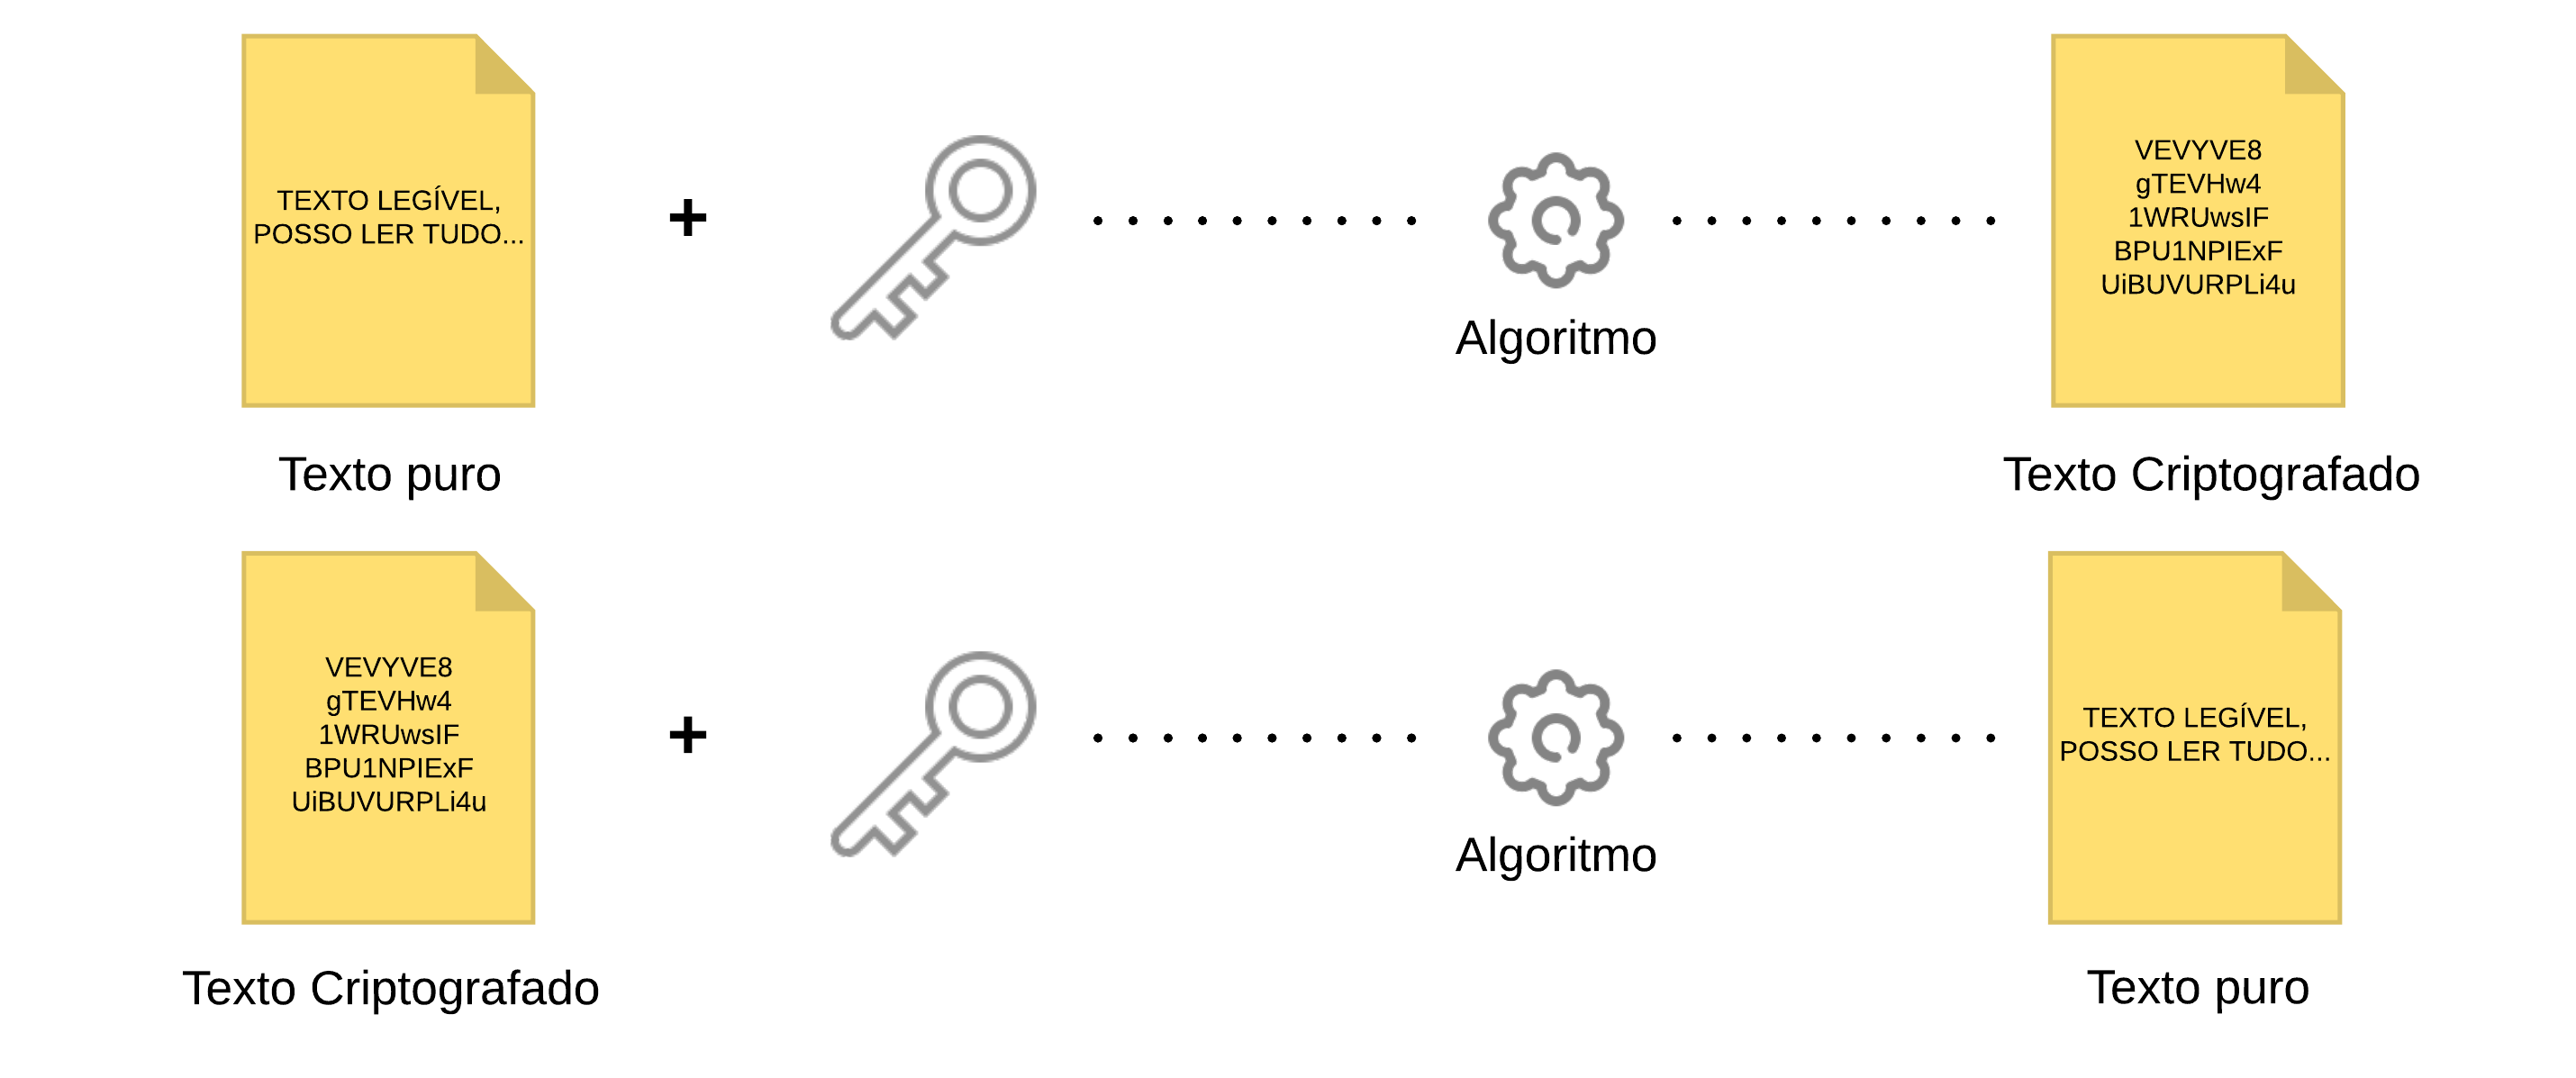 TEXTO LEGÍVEL,
POSSO LER TUDO...
+
Algoritmo
VEVYVE8
gTEVHw4
1WRUwsIF
BPU1NPIExF
UiBUVURPLi4u
Texto puro
Texto Criptografado
VEVYVE8
gTEVHw4
1WRUwsIF
BPU1NPIExF
UiBUVURPLi4u
+
Algoritmo
TEXTO LEGÍVEL,
POSSO LER TUDO...
Texto Criptografado
Texto puro